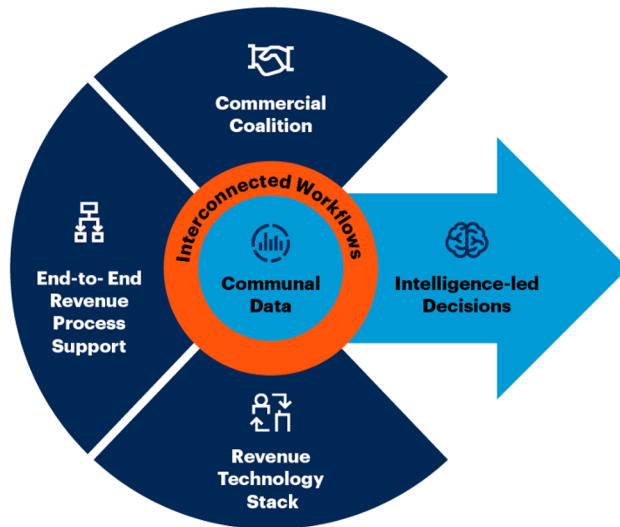 Commercial
Coalition
Interconnected Workflows
End-to- End
Revenue
Process
Support
Communal
Data
Intelligence-led
Decisions
Revenue
Technology
Stack